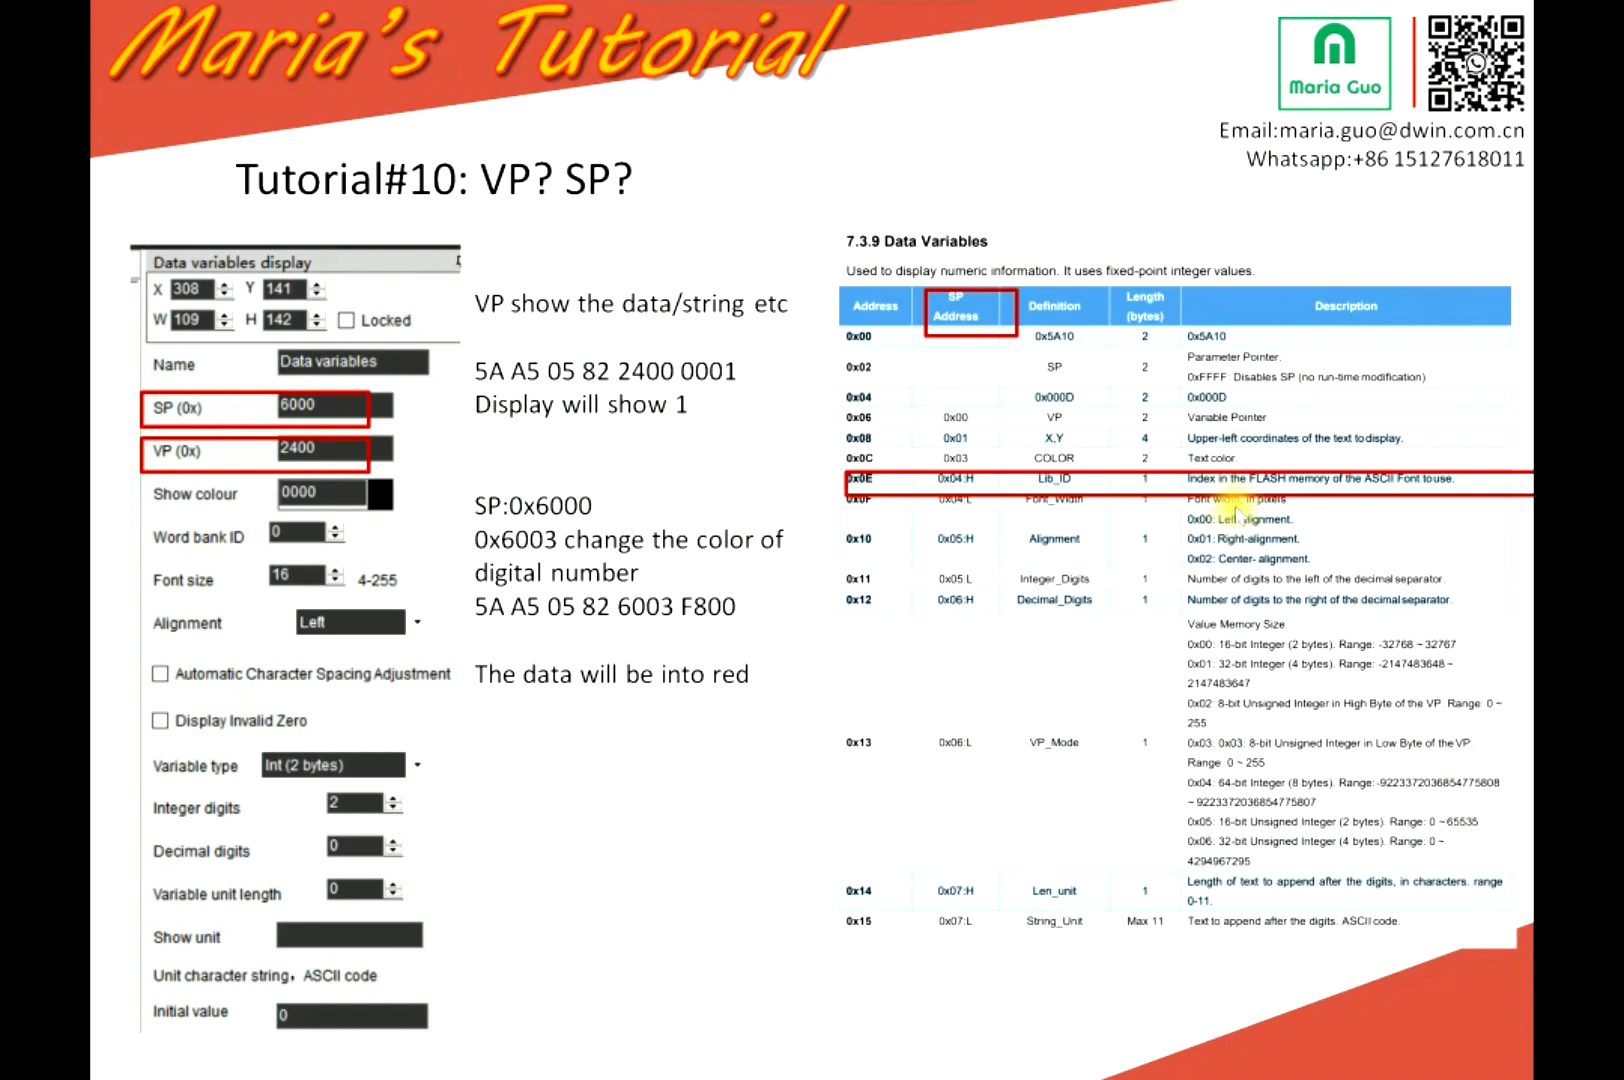 Maria's Tutorial
Maria Guo
Email:maria.guo@dwin.com.cn
Whatsapp:+86 15127618011
Tutorial#10: VP? SP?
Data variables display
X 308 Y 141
W 109 H 142 Locked
Name Data variables
SP (0x) 6000
VP (0x) 2400
Show colour 0000
Word bank ID 0
Font size 16 4-255
Alignment Left
Automatic Character Spacing Adjustment
Display Invalid Zero
Variable type Int (2 bytes)
Integer digits 2
Decimal digits 0
Variable unit length 0
Show unit
Unit character string, ASCII code
Initial value 0
VP show the data/string etc
5A A5 05 82 2400 0001
Display will show 1
SP:0x6000
0x6003 change the color of
digital number
5A A5 05 82 6003 F800
The data will be into red
7.3.9 Data Variables
Used to display numeric information. It uses fixed-point integer values.
Address SP Address Definition Length (bytes) Description
0x00 0x5A10 2 0x5A10
0x02 SP 2 Parameter Pointer.
0xFFFF: Disables SP (no run-time modification)
0x04 0x000D 2 0x000D
0x06 0x00 VP 2 Variable Pointer
0x08 0x01 X,Y 4 Upper-left coordinates of the text to display.
0x0C 0x03 COLOR 2 Text color.
0x0E 0x04:H Lib_ID 1 Index in the FLASH memory of the ASCII Font to use.
0x0F 0x04:L Font_Width 1 Font width, in pixels
0x10 0x05:H Alignment 1 0x00: Left-alignment.
0x01: Right-alignment.
0x02: Center- alignment.
0x11 0x05:L Integer_Digits 1 Number of digits to the left of the decimal separator.
0x12 0x06:H Decimal_Digits 1 Number of digits to the right of the decimal separator.
0x13 0x06:L VP_Mode 1 Value Memory Size
0x00: 16-bit Integer (2 bytes). Range: -32768 ~ 32767
0x01: 32-bit Integer (4 bytes). Range: -2147483648 ~
2147483647
0x02: 8-bit Unsigned Integer in High Byte of the VP. Range: 0 ~
255
0x03: 0x03: 8-bit Unsigned Integer in Low Byte of the VP.
Range: 0 ~ 255
0x04: 64-bit Integer (8 bytes). Range: -9223372036854775808
~ 9223372036854775807
0x05: 16-bit Unsigned Integer (2 bytes). Range: 0 ~65535
0x06: 32-bit Unsigned Integer (4 bytes). Range: 0 ~
4294967295
0x14 0x07:H Len_unit 1 Length of text to append after the digits, in characters. range
0-11.
0x15 0x07:L String_Unit Max 11 Text to append after the digits. ASCII code.